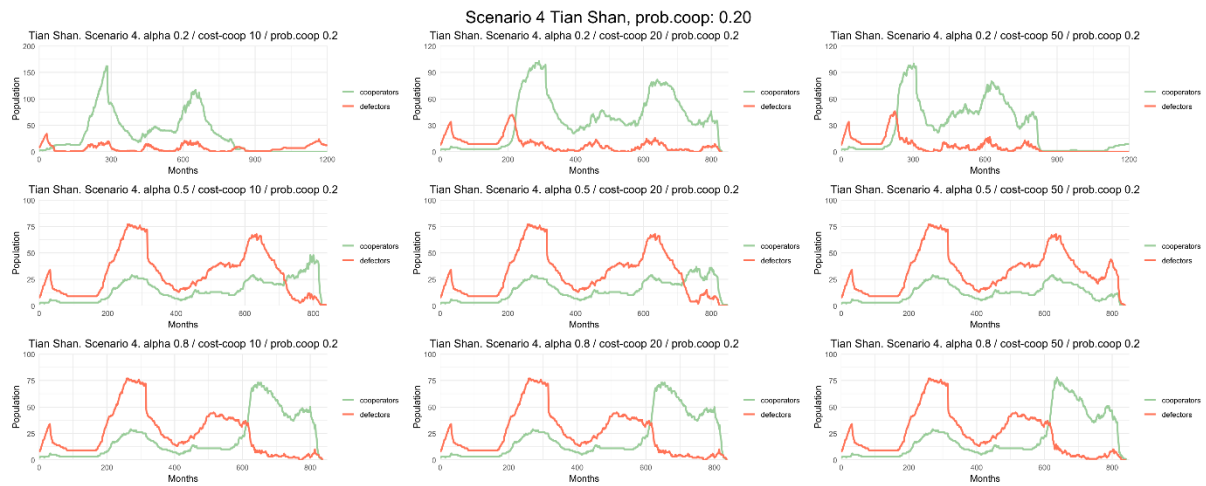 Scenario 4 Tian Shan, prob.coop: 0.20
Tian Shan. Scenario 4. alpha 0.2 / cost-coop 10 / prob.coop 0.2
200
150
100
50
0
Population
0 300 600 900 1200
Months
cooperators
defectors
Tian Shan. Scenario 4. alpha 0.2 / cost-coop 20 / prob.coop 0.2
120
90
60
30
0
Population
0 200 400 600 800
Months
cooperators
defectors
Tian Shan. Scenario 4. alpha 0.2 / cost-coop 50 / prob.coop 0.2
120
90
60
30
0
Population
0 300 600 900 1200
Months
cooperators
defectors
Tian Shan. Scenario 4. alpha 0.5 / cost-coop 10 / prob.coop 0.2
100
75
50
25
0
Population
0 200 400 600 800
Months
cooperators
defectors
Tian Shan. Scenario 4. alpha 0.5 / cost-coop 20 / prob.coop 0.2
100
75
50
25
0
Population
0 200 400 600 800
Months
cooperators
defectors
Tian Shan. Scenario 4. alpha 0.5 / cost-coop 50 / prob.coop 0.2
100
75
50
25
0
Population
0 200 400 600 800
Months
cooperators
defectors
Tian Shan. Scenario 4. alpha 0.8 / cost-coop 10 / prob.coop 0.2
100
75
50
25
0
Population
0 200 400 600 800
Months
cooperators
defectors
Tian Shan. Scenario 4. alpha 0.8 / cost-coop 20 / prob.coop 0.2
100
75
50
25
0
Population
0 200 400 600 800
Months
cooperators
defectors
Tian Shan. Scenario 4. alpha 0.8 / cost-coop 50 / prob.coop 0.2
100
75
50
25
0
Population
0 200 400 600 800
Months
cooperators
defectors